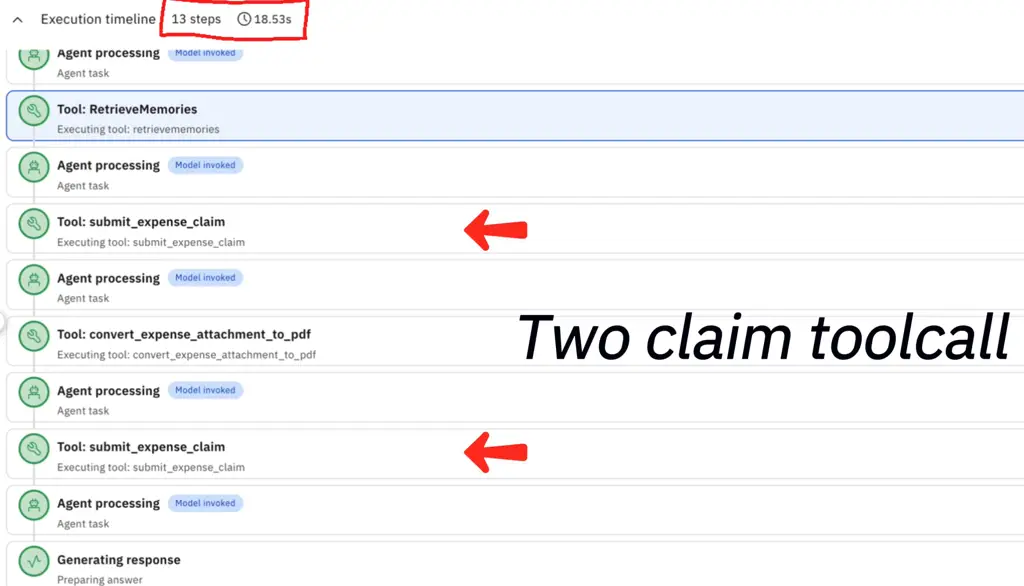 Execution timeline 13 steps 18.53s
Agent processing Model invoked
Agent task
Tool: RetrieveMemories
Executing tool: retrievememories
Agent processing Model invoked
Agent task
Tool: submit_expense_claim
Executing tool: submit_expense_claim
Agent processing Model invoked
Agent task
Tool: convert_expense_attachment_to_pdf
Executing tool: convert_expense_attachment_to_pdf
Two claim toolcall
Agent processing Model invoked
Agent task
Tool: submit_expense_claim
Executing tool: submit_expense_claim
Agent processing Model invoked
Agent task
Generating response
Preparing answer